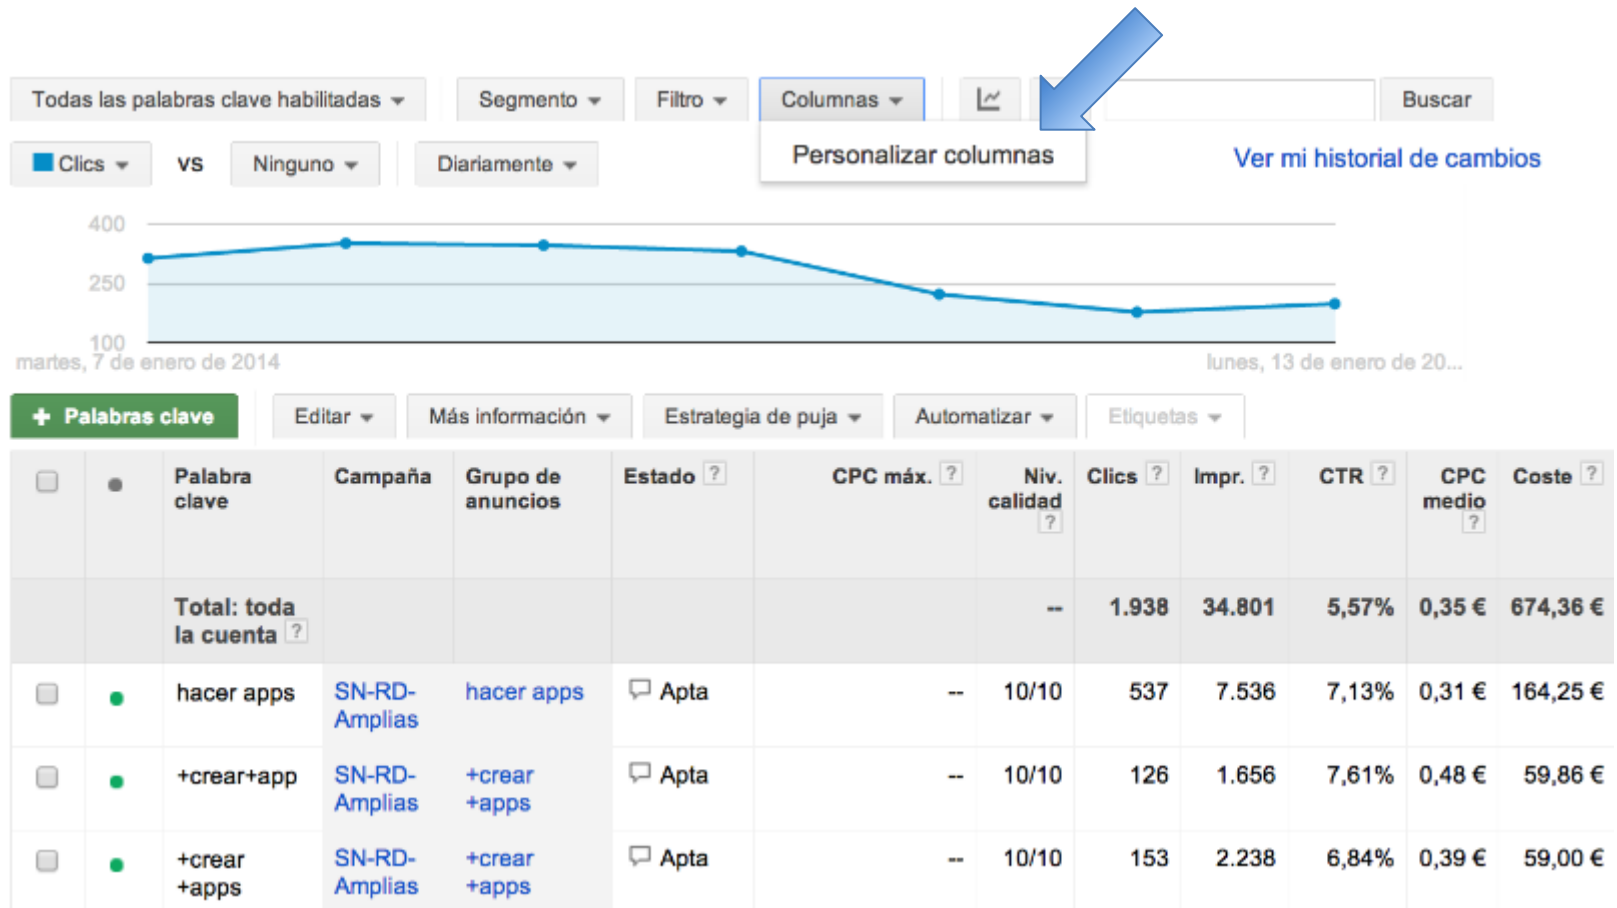 Todas las palabras clave habilitadas
Segmento
Filtro
Columnas
Buscar
Personalizar columnas
Clics
VS
Ninguno
Diariamente
Ver mi historial de cambios
400
250
100
martes, 7 de enero de 2014
lunes, 13 de enero de 20...
+ Palabras clave
Editar
Más información
Estrategia de puja
Automatizar
Etiquetas
Palabra clave
Campaña
Grupo de anuncios
Estado ?
CPC máx. ?
Niv. calidad ?
Clics ?
Impr. ?
CTR ?
CPC medio ?
Coste ?
Total: toda la cuenta ? -- 1.938 34.801 5,57% 0,35 € 674,36 €
hacer apps SN-RD-Amplias hacer apps Apta -- 10/10 537 7.536 7,13% 0,31 € 164,25 €
+crear+app SN-RD-Amplias +crear +apps Apta -- 10/10 126 1.656 7,61% 0,48 € 59,86 €
+crear +apps SN-RD-Amplias +crear +apps Apta -- 10/10 153 2.238 6,84% 0,39 € 59,00 €